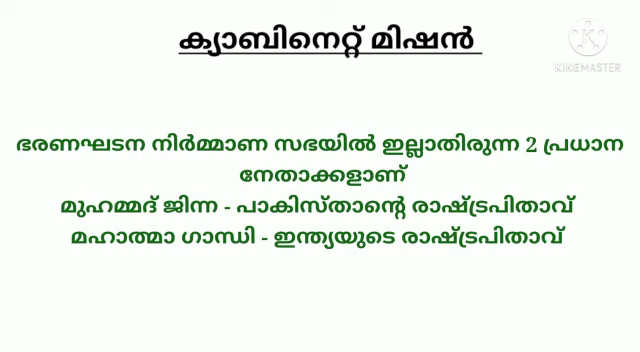 ക്യാബിനെറ്റ് മിഷൻ
KINEMASTER
ഭരണഘടന നിർമ്മാണ സഭയിൽ ഇല്ലാതിരുന്ന 2 പ്രധാന
നേതാക്കളാണ്
മുഹമ്മദ് ജിന്ന - പാകിസ്താന്റെ രാഷ്ട്രപിതാവ്
മഹാത്മാ ഗാന്ധി - ഇന്ത്യയുടെ രാഷ്ട്രപിതാവ്